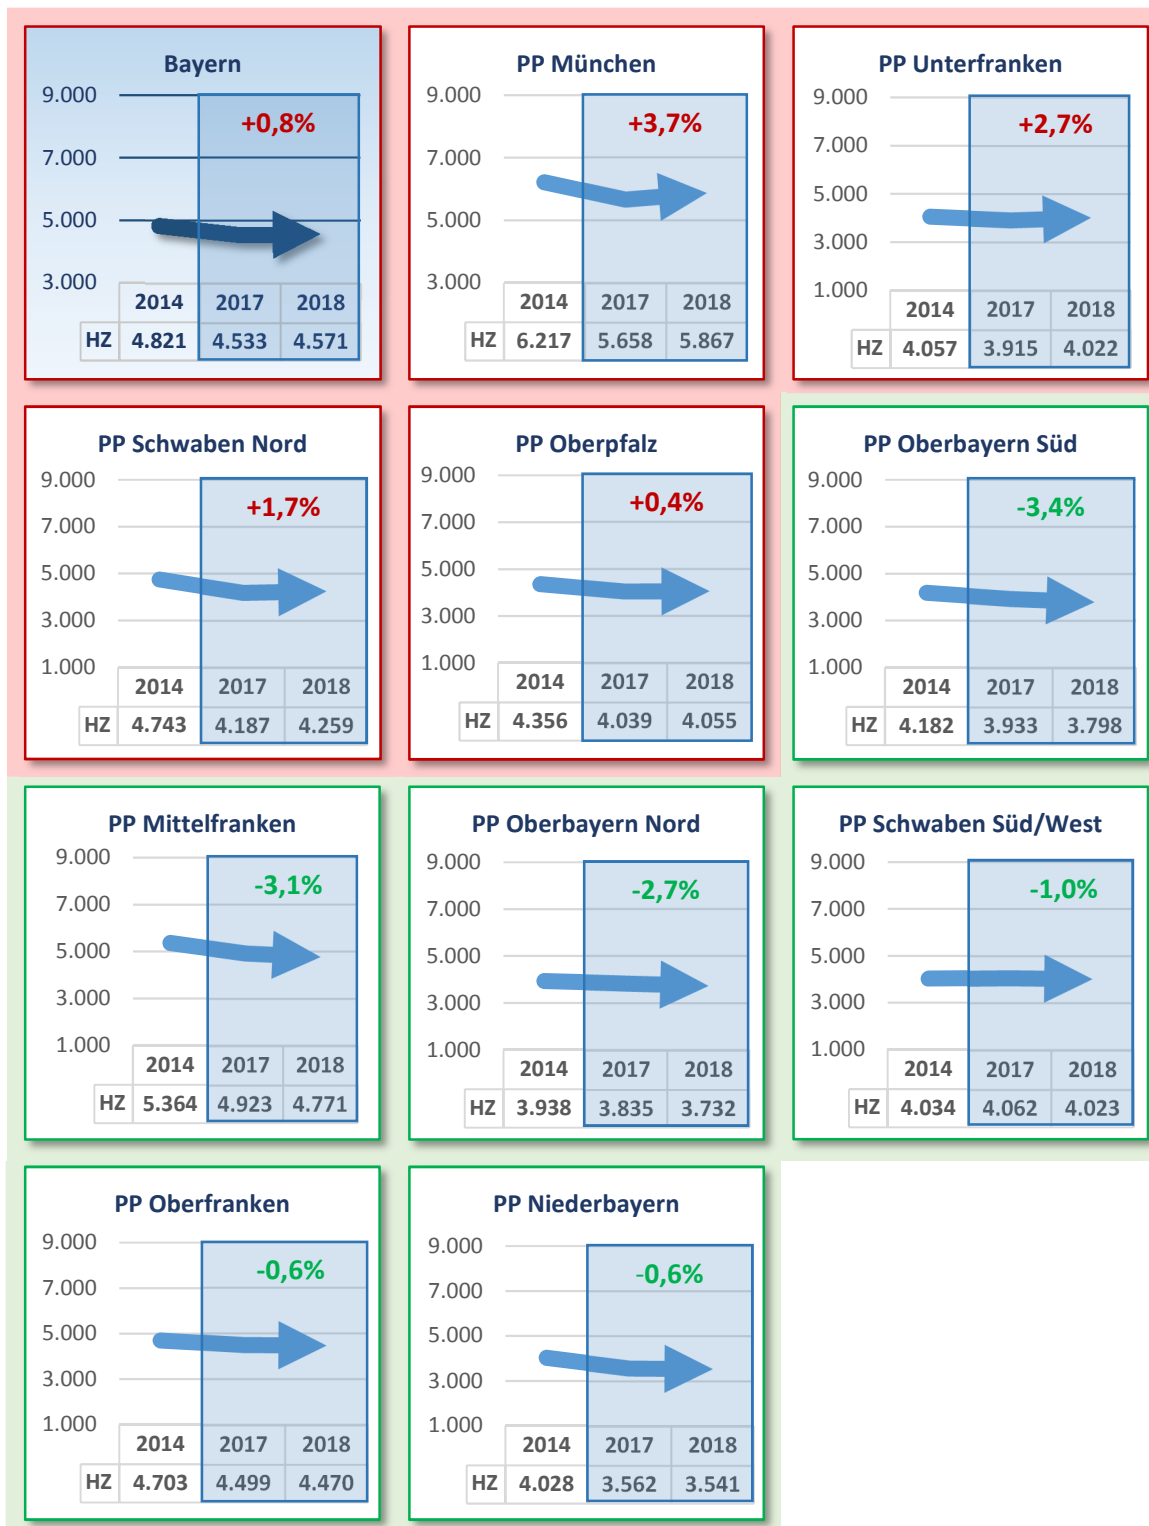 Bayern
9.000
+0,8%
7.000
5.000
3.000
2014 2017 2018
HZ 4.821 4.533 4.571
PP München
9.000
+3,7%
7.000
5.000
3.000
2014 2017 2018
HZ 6.217 5.658 5.867
PP Unterfranken
9.000
+2,7%
7.000
5.000
3.000
1.000
2014 2017 2018
HZ 4.057 3.915 4.022
PP Schwaben Nord
9.000
+1,7%
7.000
5.000
3.000
1.000
2014 2017 2018
HZ 4.743 4.187 4.259
PP Oberpfalz
9.000
+0,4%
7.000
5.000
3.000
1.000
2014 2017 2018
HZ 4.356 4.039 4.055
PP Oberbayern Süd
9.000
-3,4%
7.000
5.000
3.000
1.000
2014 2017 2018
HZ 4.182 3.933 3.798
PP Mittelfranken
9.000
-3,1%
7.000
5.000
3.000
1.000
2014 2017 2018
HZ 5.364 4.923 4.771
PP Oberbayern Nord
9.000
-2,7%
7.000
5.000
3.000
1.000
2014 2017 2018
HZ 3.938 3.835 3.732
PP Schwaben Süd/West
9.000
-1,0%
7.000
5.000
3.000
1.000
2014 2017 2018
HZ 4.034 4.062 4.023
PP Oberfranken
9.000
-0,6%
7.000
5.000
3.000
1.000
2014 2017 2018
HZ 4.703 4.499 4.470
PP Niederbayern
9.000
-0,6%
7.000
5.000
3.000
1.000
2014 2017 2018
HZ 4.028 3.562 3.541